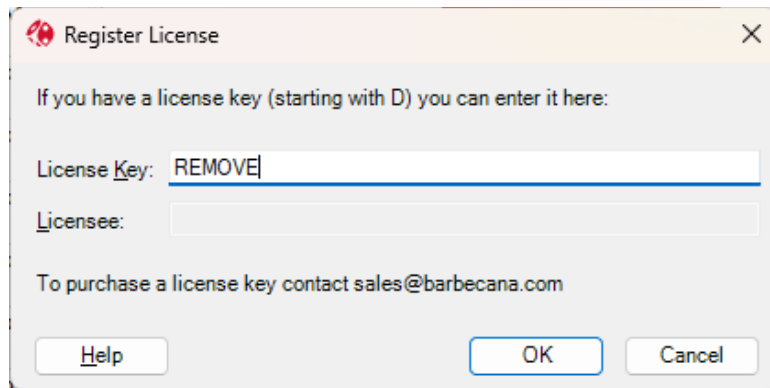 Register License
If you have a license key (starting with D) you can enter it here:
License Key: REMOVE
Licensee:
To purchase a license key contact sales@barbecana.com
Help OK Cancel